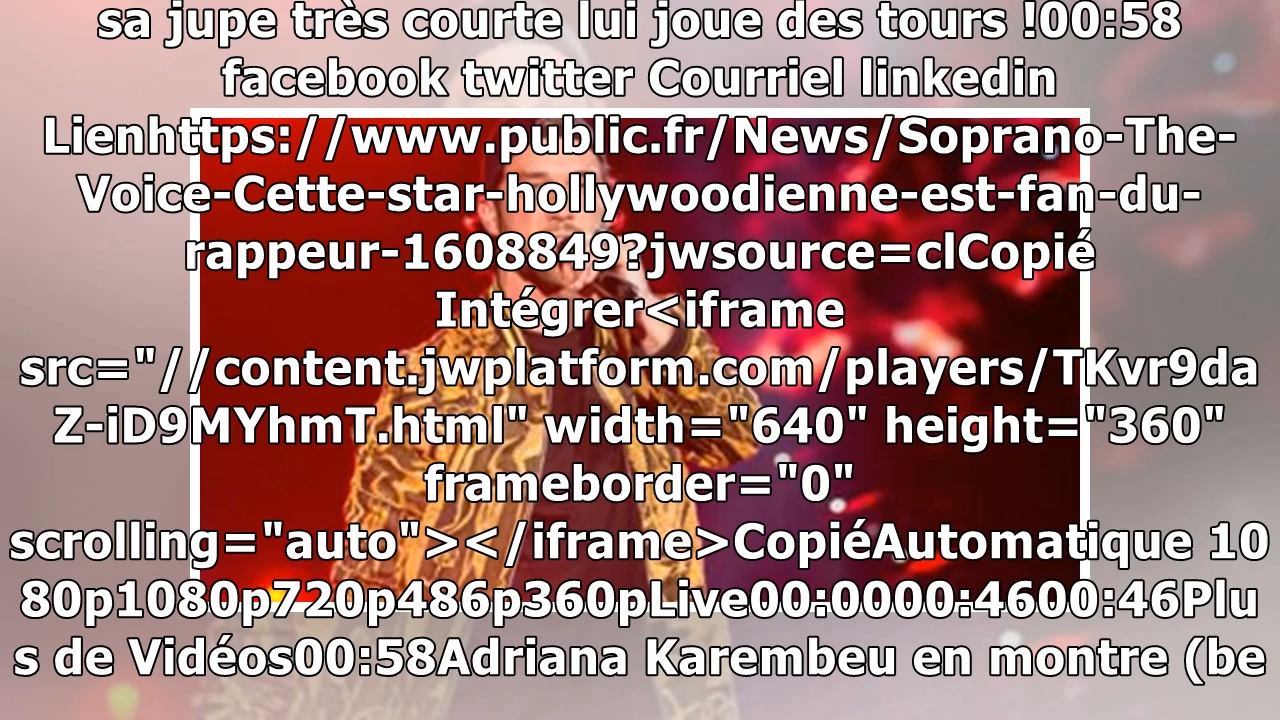 sa jupe très courte lui joue des tours !00:58
facebook twitter Courriel linkedin
Lienhttps://www.public.fr/News/Soprano-The-
Voice-Cette-star-hollywoodienne-est-fan-du-
rappeur-1608849?jwsource=clCopié
Intégrer<iframe
src="//content.jwplatform.com/players/TKvr9da
Z-iD9MYhmT.html" width="640" height="360"
frameborder="0"
scrolling="auto"></iframe>CopiéAutomatique 10
80p1080p720p486p360pLive00:0000:4600:46Plu
s de Vidéos00:58Adriana Karembeu en montre (be